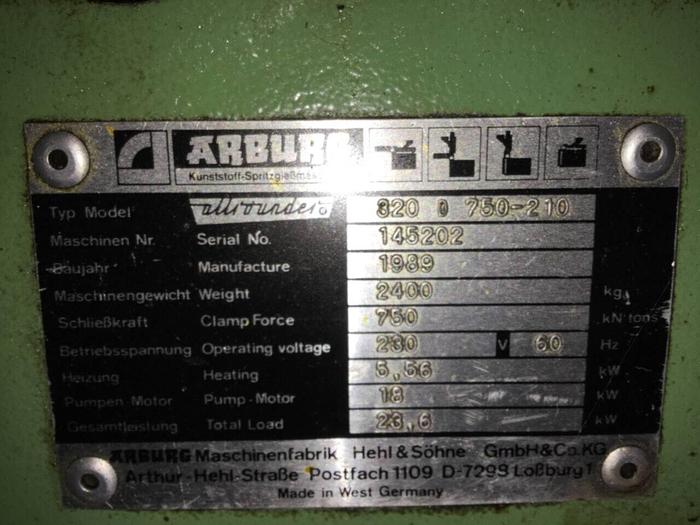 ARBURG
Kunststoff-Spritzgießmas
Typ Model allrounder 320 D 750-210
Maschinen Nr. Serial No. 145202
Baujahr Manufacture 1989
Maschinengewicht Weight 2400 kg
Schließkraft Clamp Force 750 kN tons
Betriebsspannung Operating voltage 230 V 60 Hz
Heizung Heating 5,56 kW
Pumpen-Motor Pump-Motor 18 kW
Gesamtleistung Total Load 23,6 kW
ARBURG Maschinenfabrik Hehl & Söhne GmbH & Co. KG
Arthur-Hehl-Straße Postfach 1109 D-7298 Loßburg 1
Made in West Germany